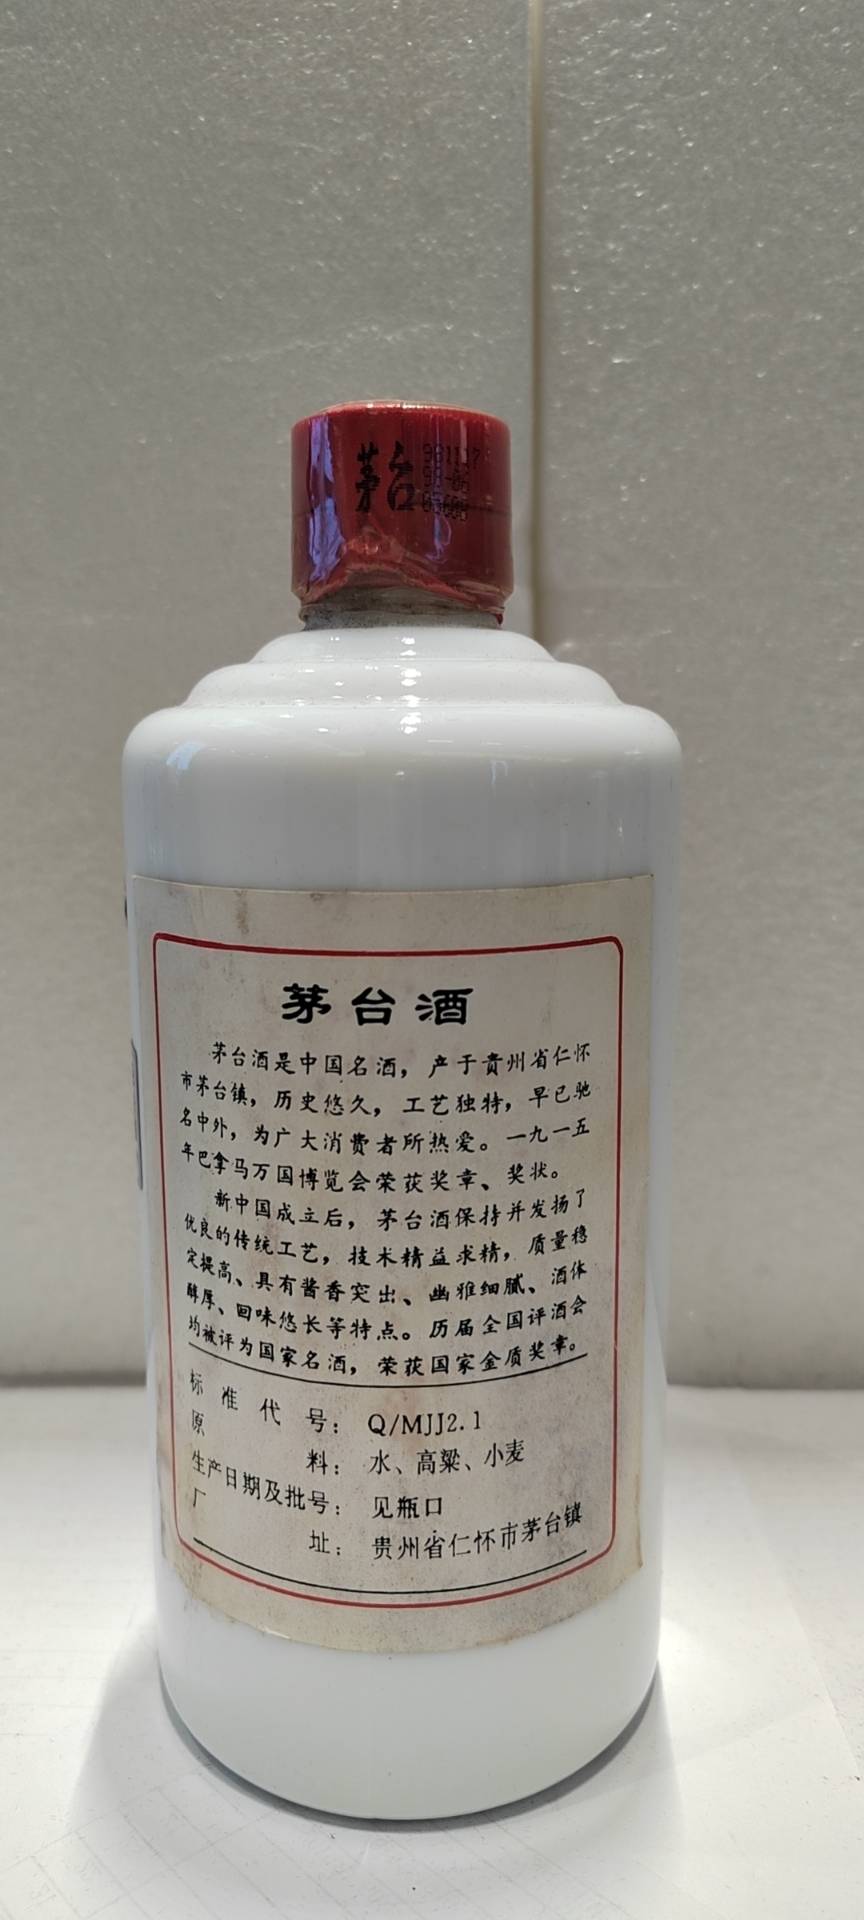 茅台
981117
98-06
茅台酒
茅台酒是中国名酒，产于贵州省仁怀
市茅台镇，历史悠久，工艺独特，早已驰
名中外，为广大消费者所热爱。一九一五
年巴拿马万国博览会荣获奖章、奖状。
新中国成立后，茅台酒保持并发扬了
优良的传统工艺，技术精益求精，质量稳
定提高、具有酱香突出、幽雅细腻、酒体
醇厚、回味悠长等特点。历届全国评酒会
均被评为国家名酒，荣获国家金质奖章。
标准代号：Q/MJJ2.1
原料：水、高粱、小麦
生产日期及批号：见瓶口
厂址：贵州省仁怀市茅台镇